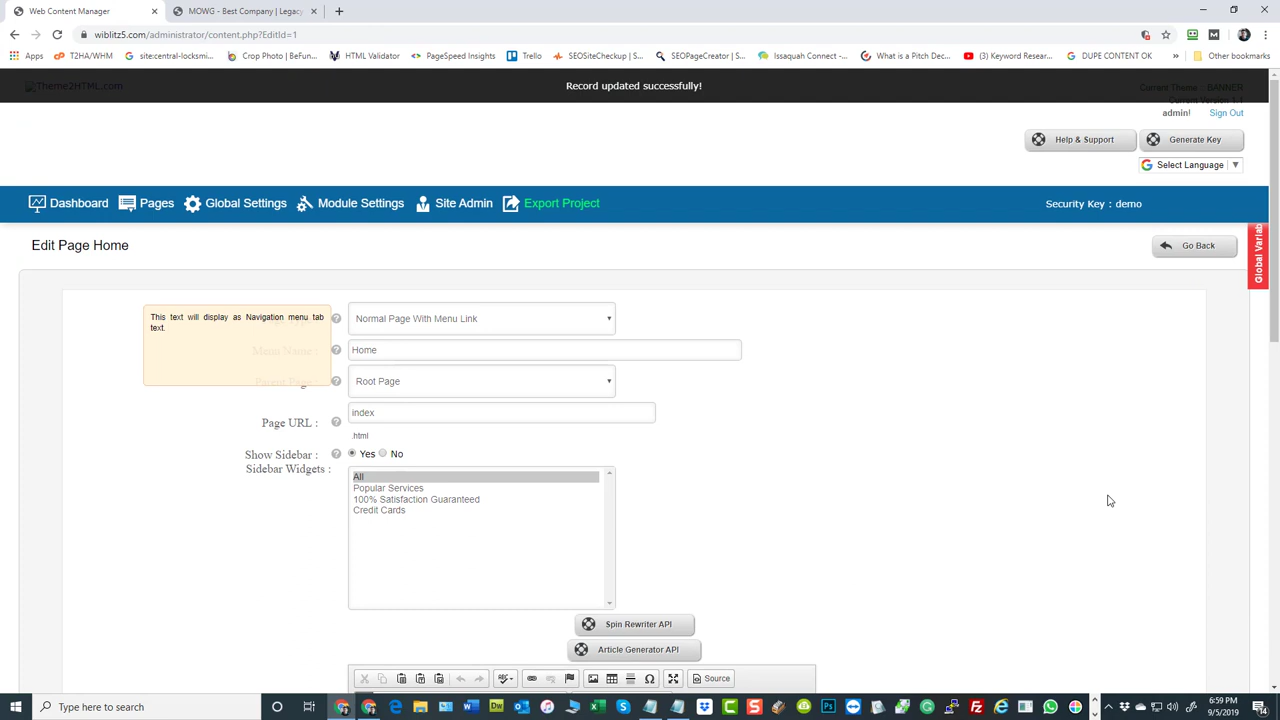 Web Content Manager
MOWG - Best Company | Legacy
wiblitz5.com/administrator/content.php?EditId=1
Apps
T2HA/WHM
site:central-locksmi...
Crop Photo | BeFun...
HTML Validator
PageSpeed Insights
Trello
SEOSiteCheckup | S...
SEOPageCreator | S...
Issaquah Connect -...
What is a Pitch Dec...
(3) Keyword Resear...
DUPE CONTENT OK
Other bookmarks
Theme2HTML.com
Record updated successfully!
Current Theme : BANNER
Current Version 1.1
admin! Sign Out
Help & Support
Generate Key
Select Language
Dashboard
Pages
Global Settings
Module Settings
Site Admin
Export Project
Security Key : demo
Edit Page Home
Go Back
Global Variab
This text will display as Navigation menu tab
text.
Normal Page With Menu Link
Menu Name :
Home
Parent Page :
Root Page
Page URL :
index
.html
Show Sidebar :
Yes
No
Sidebar Widgets :
All
Popular Services
100% Satisfaction Guaranteed
Credit Cards
Spin Rewriter API
Article Generator API
Source
Type here to search
6:59 PM
9/5/2019
14